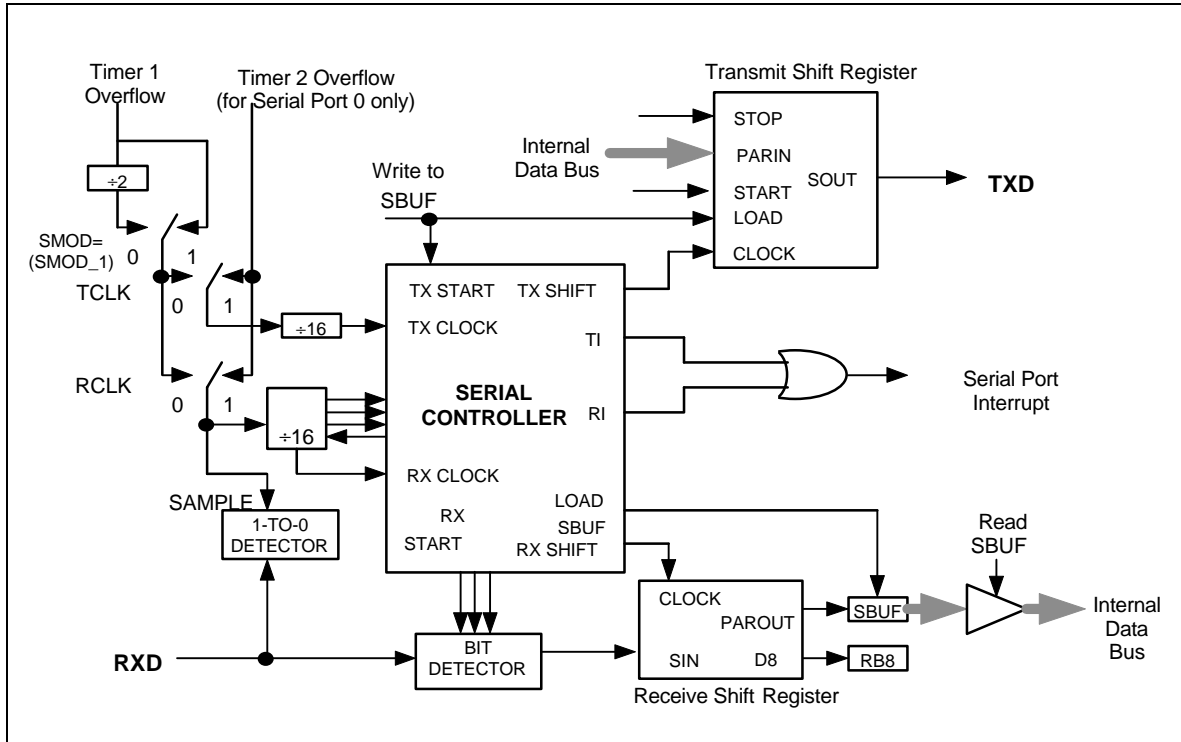 Timer 1
Overflow
Timer 2 Overflow
(for Serial Port 0 only)
÷2
SMOD=
(SMOD_1)
0
1
TCLK
0
1
÷16
RCLK
0
1
÷16
SAMPLE
1-TO-0
DETECTOR
RXD
Write to
SBUF
TX START
TX SHIFT
TX CLOCK
TI
SERIAL
CONTROLLER
RI
RX CLOCK
LOAD
SBUF
RX
START
RX SHIFT
BIT
DETECTOR
Transmit Shift Register
Internal
Data Bus
STOP
PARIN
SOUT
START
LOAD
CLOCK
TXD
Serial Port
Interrupt
CLOCK
PAROUT
SIN
D8
Receive Shift Register
SBUF
RB8
Read
SBUF
Internal
Data
Bus